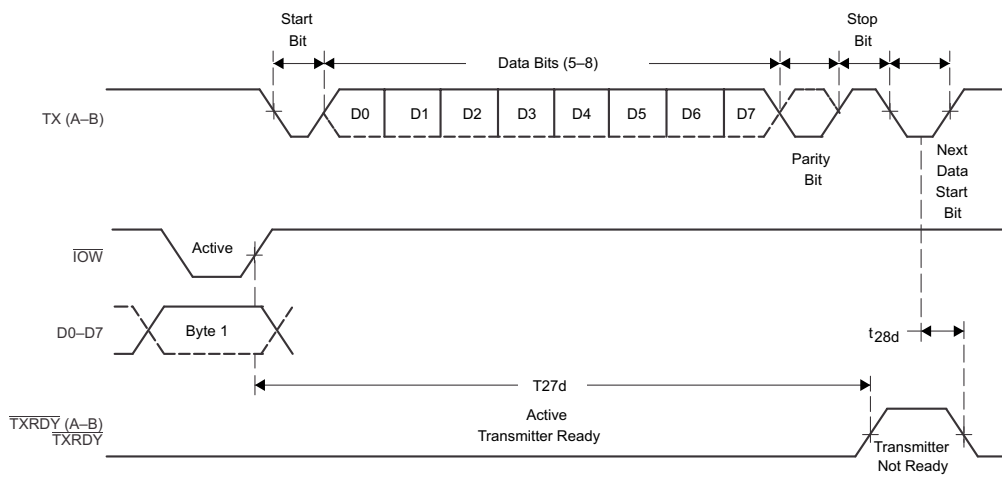 Start
Bit
Stop
Bit
Data Bits (5–8)
TX (A–B)
D0
D1
D2
D3
D4
D5
D6
D7
Parity
Bit
Next
Data
Start
Bit
IOW
Active
D0–D7
Byte 1
t28d
T27d
TXRDY (A–B)
TXRDY
Active
Transmitter Ready
Transmitter
Not Ready